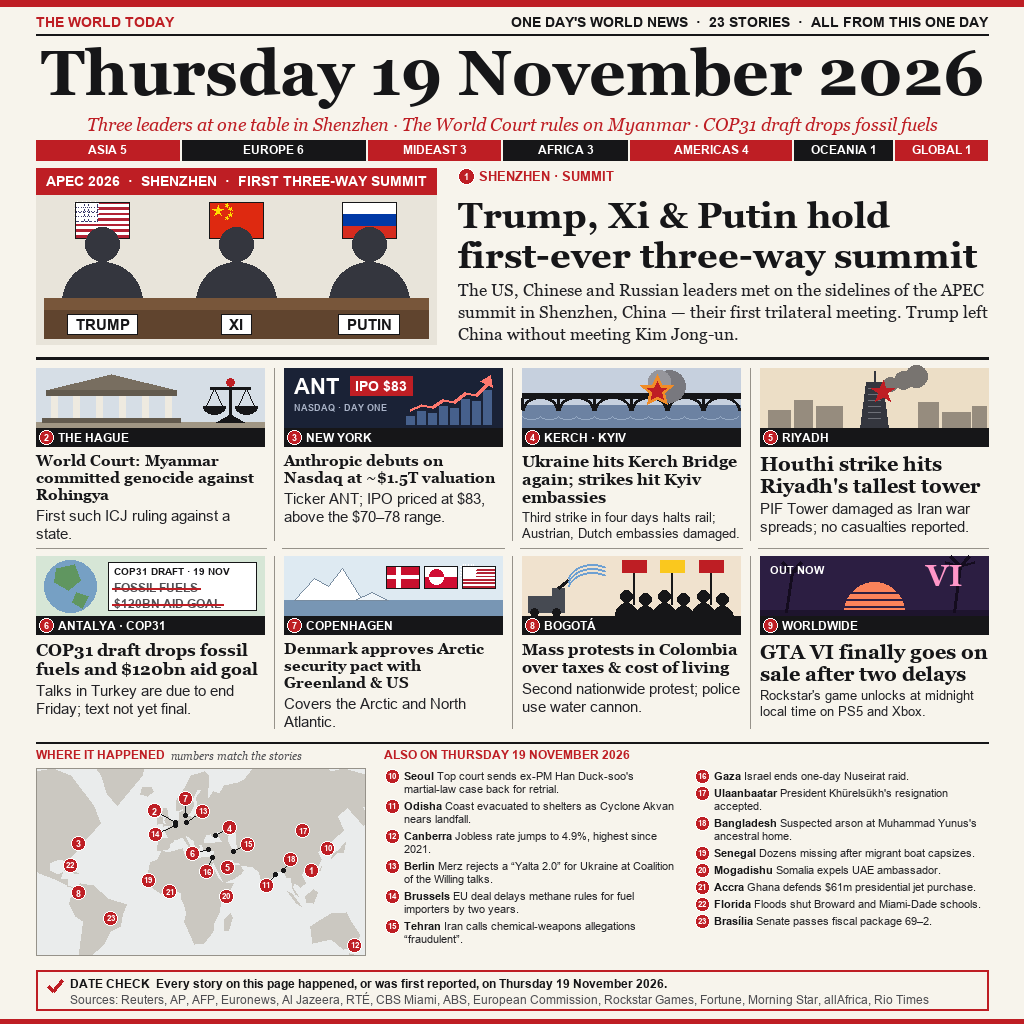 THE WORLD TODAY
ONE DAY'S WORLD NEWS · 23 STORIES · ALL FROM THIS ONE DAY
Thursday 19 November 2026
Three leaders at one table in Shenzhen · The World Court rules on Myanmar · COP31 draft drops fossil fuels
ASIA 5
EUROPE 6
MIDEAST 3
AFRICA 3
AMERICAS 4
OCEANIA 1
GLOBAL 1
APEC 2026 · SHENZHEN · FIRST THREE-WAY SUMMIT
TRUMP
XI
PUTIN
1 SHENZHEN · SUMMIT
Trump, Xi & Putin hold
first-ever three-way summit
The US, Chinese and Russian leaders met on the sidelines of the APEC
summit in Shenzhen, China — their first trilateral meeting. Trump left
China without meeting Kim Jong-un.
2 THE HAGUE
World Court: Myanmar
committed genocide against
Rohingya
First such ICJ ruling against a
state.
ANT IPO $83
NASDAQ · DAY ONE
3 NEW YORK
Anthropic debuts on
Nasdaq at ~$1.5T valuation
Ticker ANT; IPO priced at $83,
above the $70–78 range.
4 KERCH · KYIV
Ukraine hits Kerch Bridge
again; strikes hit Kyiv
embassies
Third strike in four days halts rail;
Austrian, Dutch embassies damaged.
5 RIYADH
Houthi strike hits
Riyadh's tallest tower
PIF Tower damaged as Iran war
spreads; no casualties reported.
COP31 DRAFT · 19 NOV
FOSSIL FUELS
$120BN AID GOAL
6 ANTALYA · COP31
COP31 draft drops fossil
fuels and $120bn aid goal
Talks in Turkey are due to end
Friday; text not yet final.
7 COPENHAGEN
Denmark approves Arctic
security pact with
Greenland & US
Covers the Arctic and North
Atlantic.
8 BOGOTÁ
Mass protests in Colombia
over taxes & cost of living
Second nationwide protest; police
use water cannon.
OUT NOW
VI
9 WORLDWIDE
GTA VI finally goes on
sale after two delays
Rockstar's game unlocks at midnight
local time on PS5 and Xbox.
WHERE IT HAPPENED numbers match the stories
7
2
13
14
4
3
17
15
10
6
18
22
16
5
1
19
11
8
21
20
23
12
ALSO ON THURSDAY 19 NOVEMBER 2026
10 Seoul Top court sends ex-PM Han Duck-soo's
martial-law case back for retrial.
11 Odisha Coast evacuated to shelters as Cyclone Akvan
nears landfall.
12 Canberra Jobless rate jumps to 4.9%, highest since
2021.
13 Berlin Merz rejects a “Yalta 2.0” for Ukraine at Coalition
of the Willing talks.
14 Brussels EU deal delays methane rules for fuel
importers by two years.
15 Tehran Iran calls chemical-weapons allegations
“fraudulent”.
16 Gaza Israel ends one-day Nuseirat raid.
17 Ulaanbaatar President Khürelsükh's resignation
accepted.
18 Bangladesh Suspected arson at Muhammad Yunus's
ancestral home.
19 Senegal Dozens missing after migrant boat capsizes.
20 Mogadishu Somalia expels UAE ambassador.
21 Accra Ghana defends $61m presidential jet purchase.
22 Florida Floods shut Broward and Miami-Dade schools.
23 Brasília Senate passes fiscal package 69–2.
DATE CHECK Every story on this page happened, or was first reported, on Thursday 19 November 2026.
Sources: Reuters, AP, AFP, Euronews, Al Jazeera, RTÉ, CBS Miami, ABS, European Commission, Rockstar Games, Fortune, Morning Star, allAfrica, Rio Times